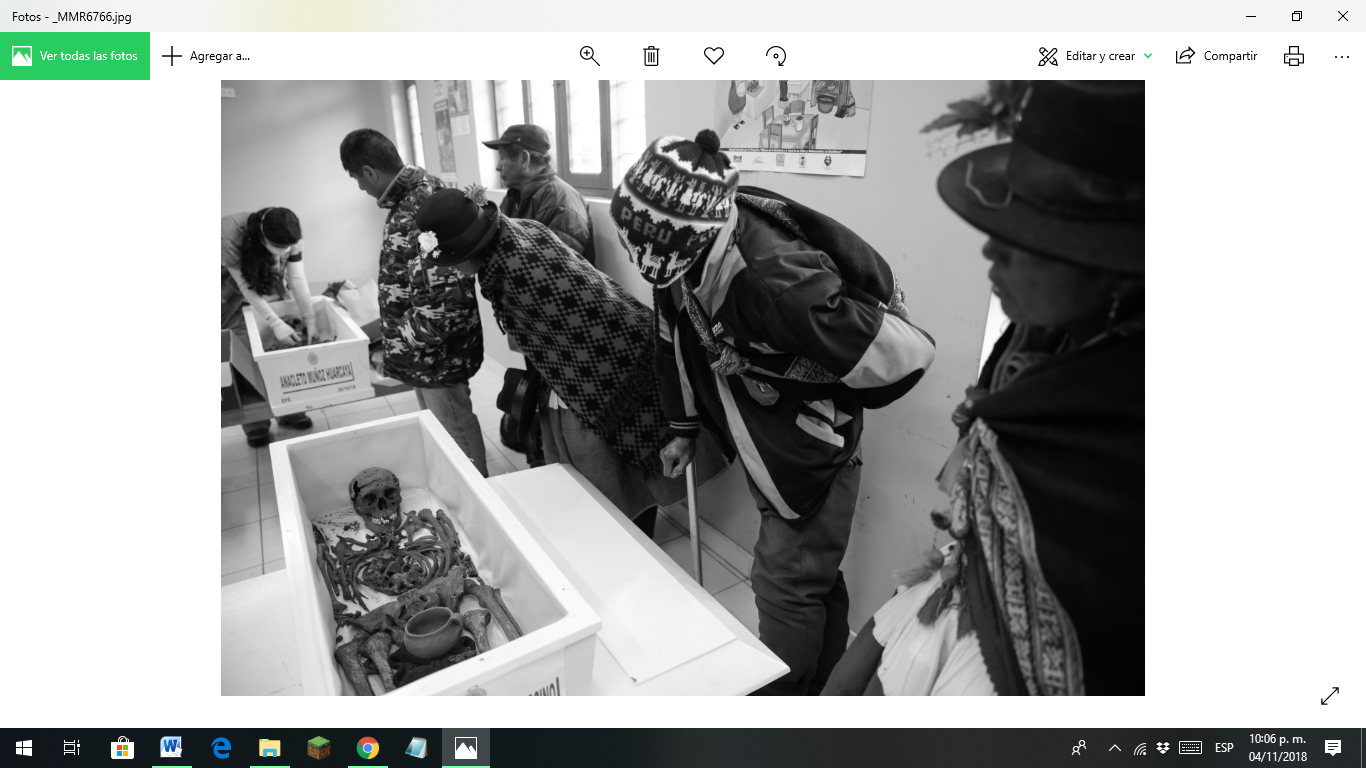 Fotos - _MMR6766.jpg
Ver todas las fotos
Agregar a...
Editar y crear
Compartir
PERU
ANACLETO MUÑOZ HUARCAYA
ESP
10:06 p. m.
04/11/2018